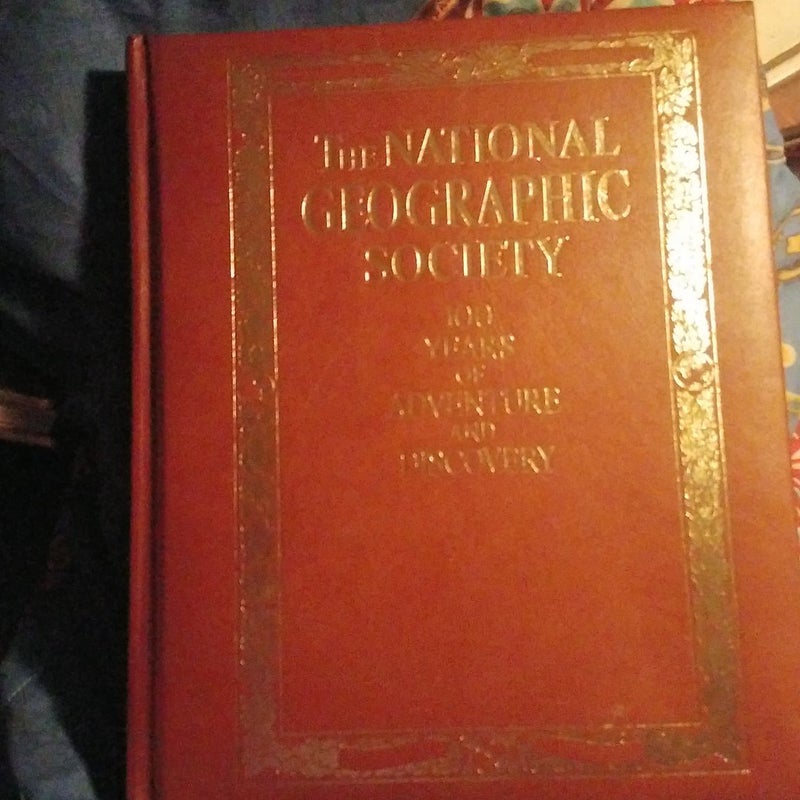 THE NATIONAL
GEOGRAPHIC
SOCIETY
100
YEARS
OF
ADVENTURE
AND
DISCOVERY